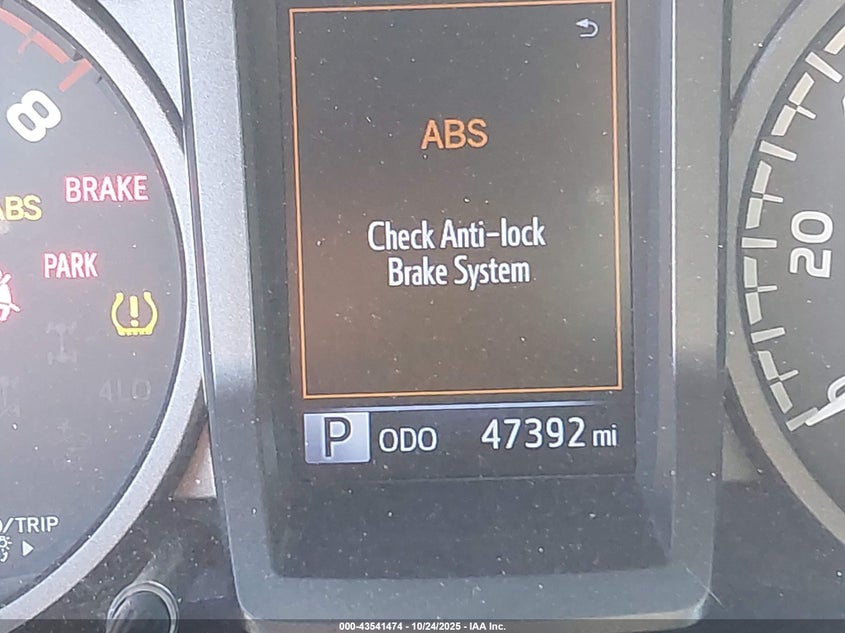 8
ABS
BRAKE
PARK
4LO
/TRIP
ABS
Check Anti-lock
Brake System
P ODO 47392 mi
20
000-43541474 - 10/24/2025 - IAA Inc.